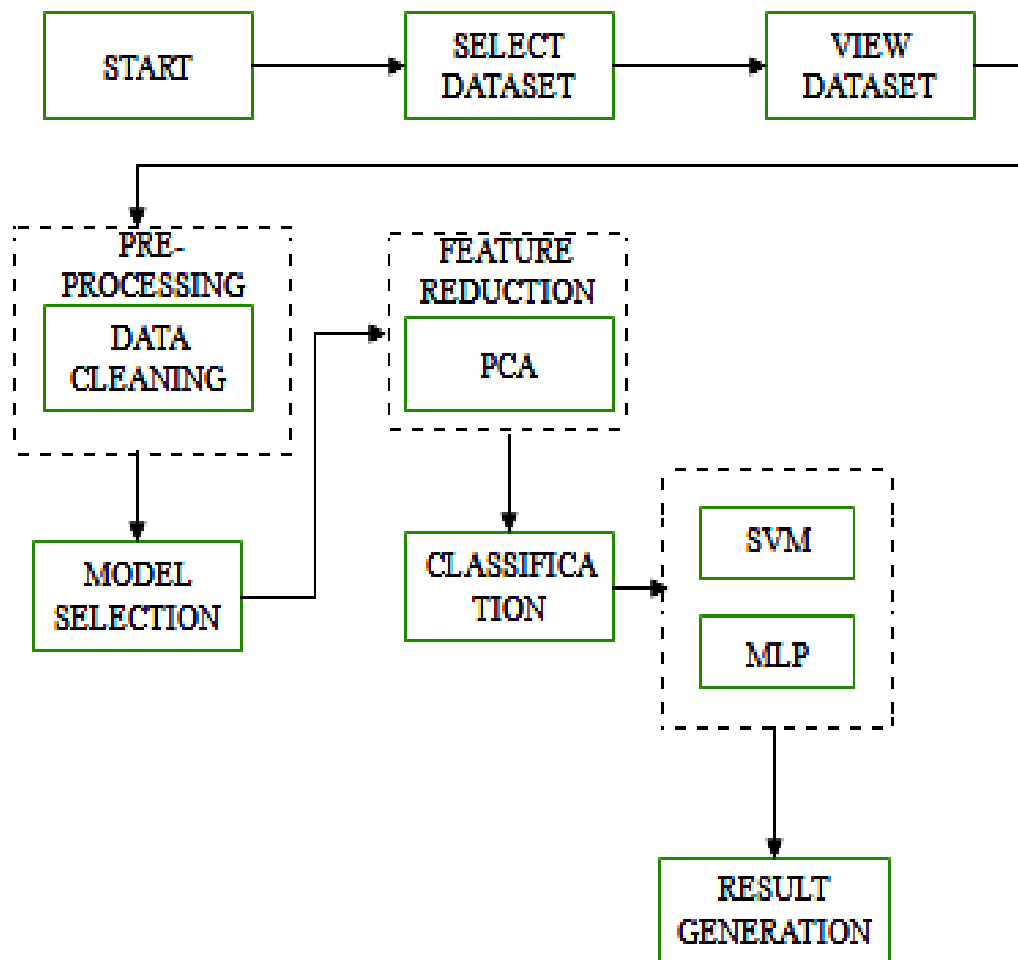 START
SELECT
DATASET
VIEW
DATASET
PRE-
PROCESSING
DATA
CLEANING
FEATURE
REDUCTION
PCA
MODEL
SELECTION
CLASSIFICA
TION
SVM
MLP
RESULT
GENERATION